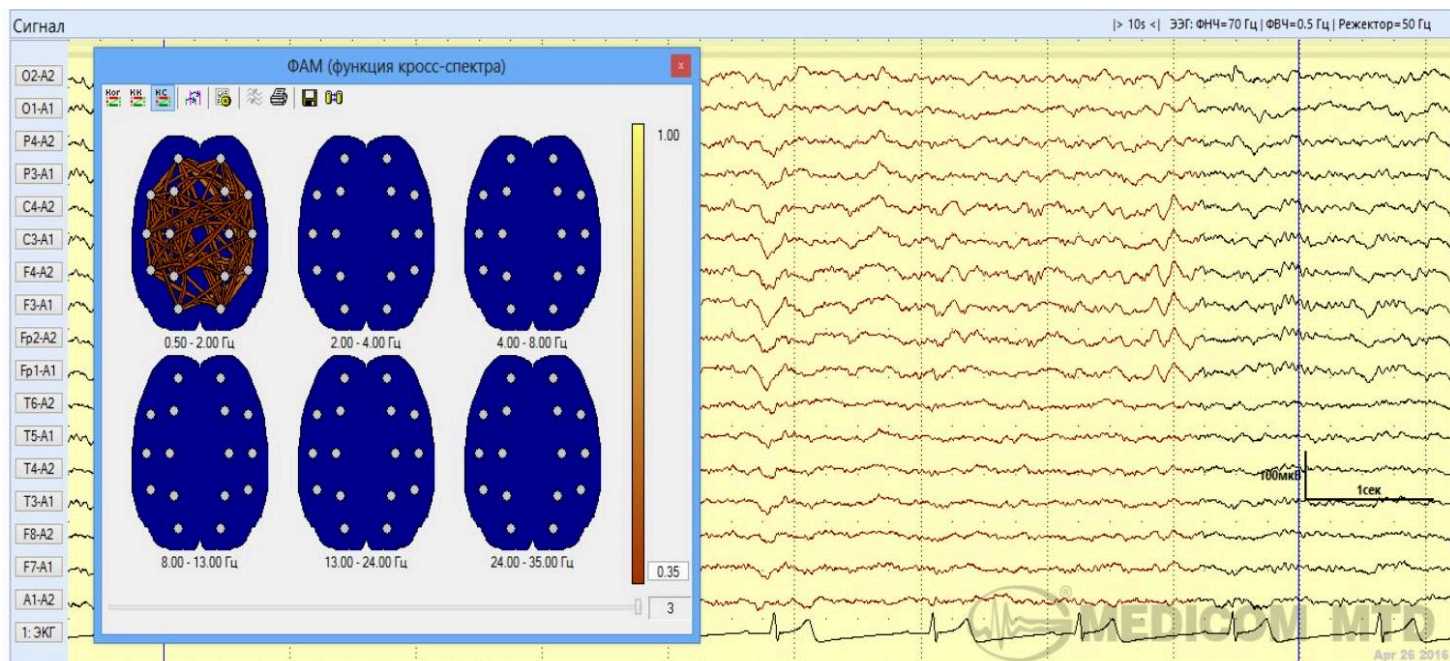 Сигнал
|> 10s <| ЭЭГ: ФНЧ=70 Гц | ФВЧ=0.5 Гц | Режектор=50 Гц
ФАМ (функция кросс-спектра)
x
Ког КК КС
1.00
0.50 - 2.00 Гц
2.00 - 4.00 Гц
4.00 - 8.00 Гц
8.00 - 13.00 Гц
13.00 - 24.00 Гц
24.00 - 35.00 Гц
0.35
3
O2-A2
O1-A1
P4-A2
P3-A1
C4-A2
C3-A1
F4-A2
F3-A1
Fp2-A2
Fp1-A1
T6-A2
T5-A1
T4-A2
T3-A1
F8-A2
F7-A1
A1-A2
1: ЭКГ
100мкВ
1сек
MEDICOM MTD
Apr 26 2016